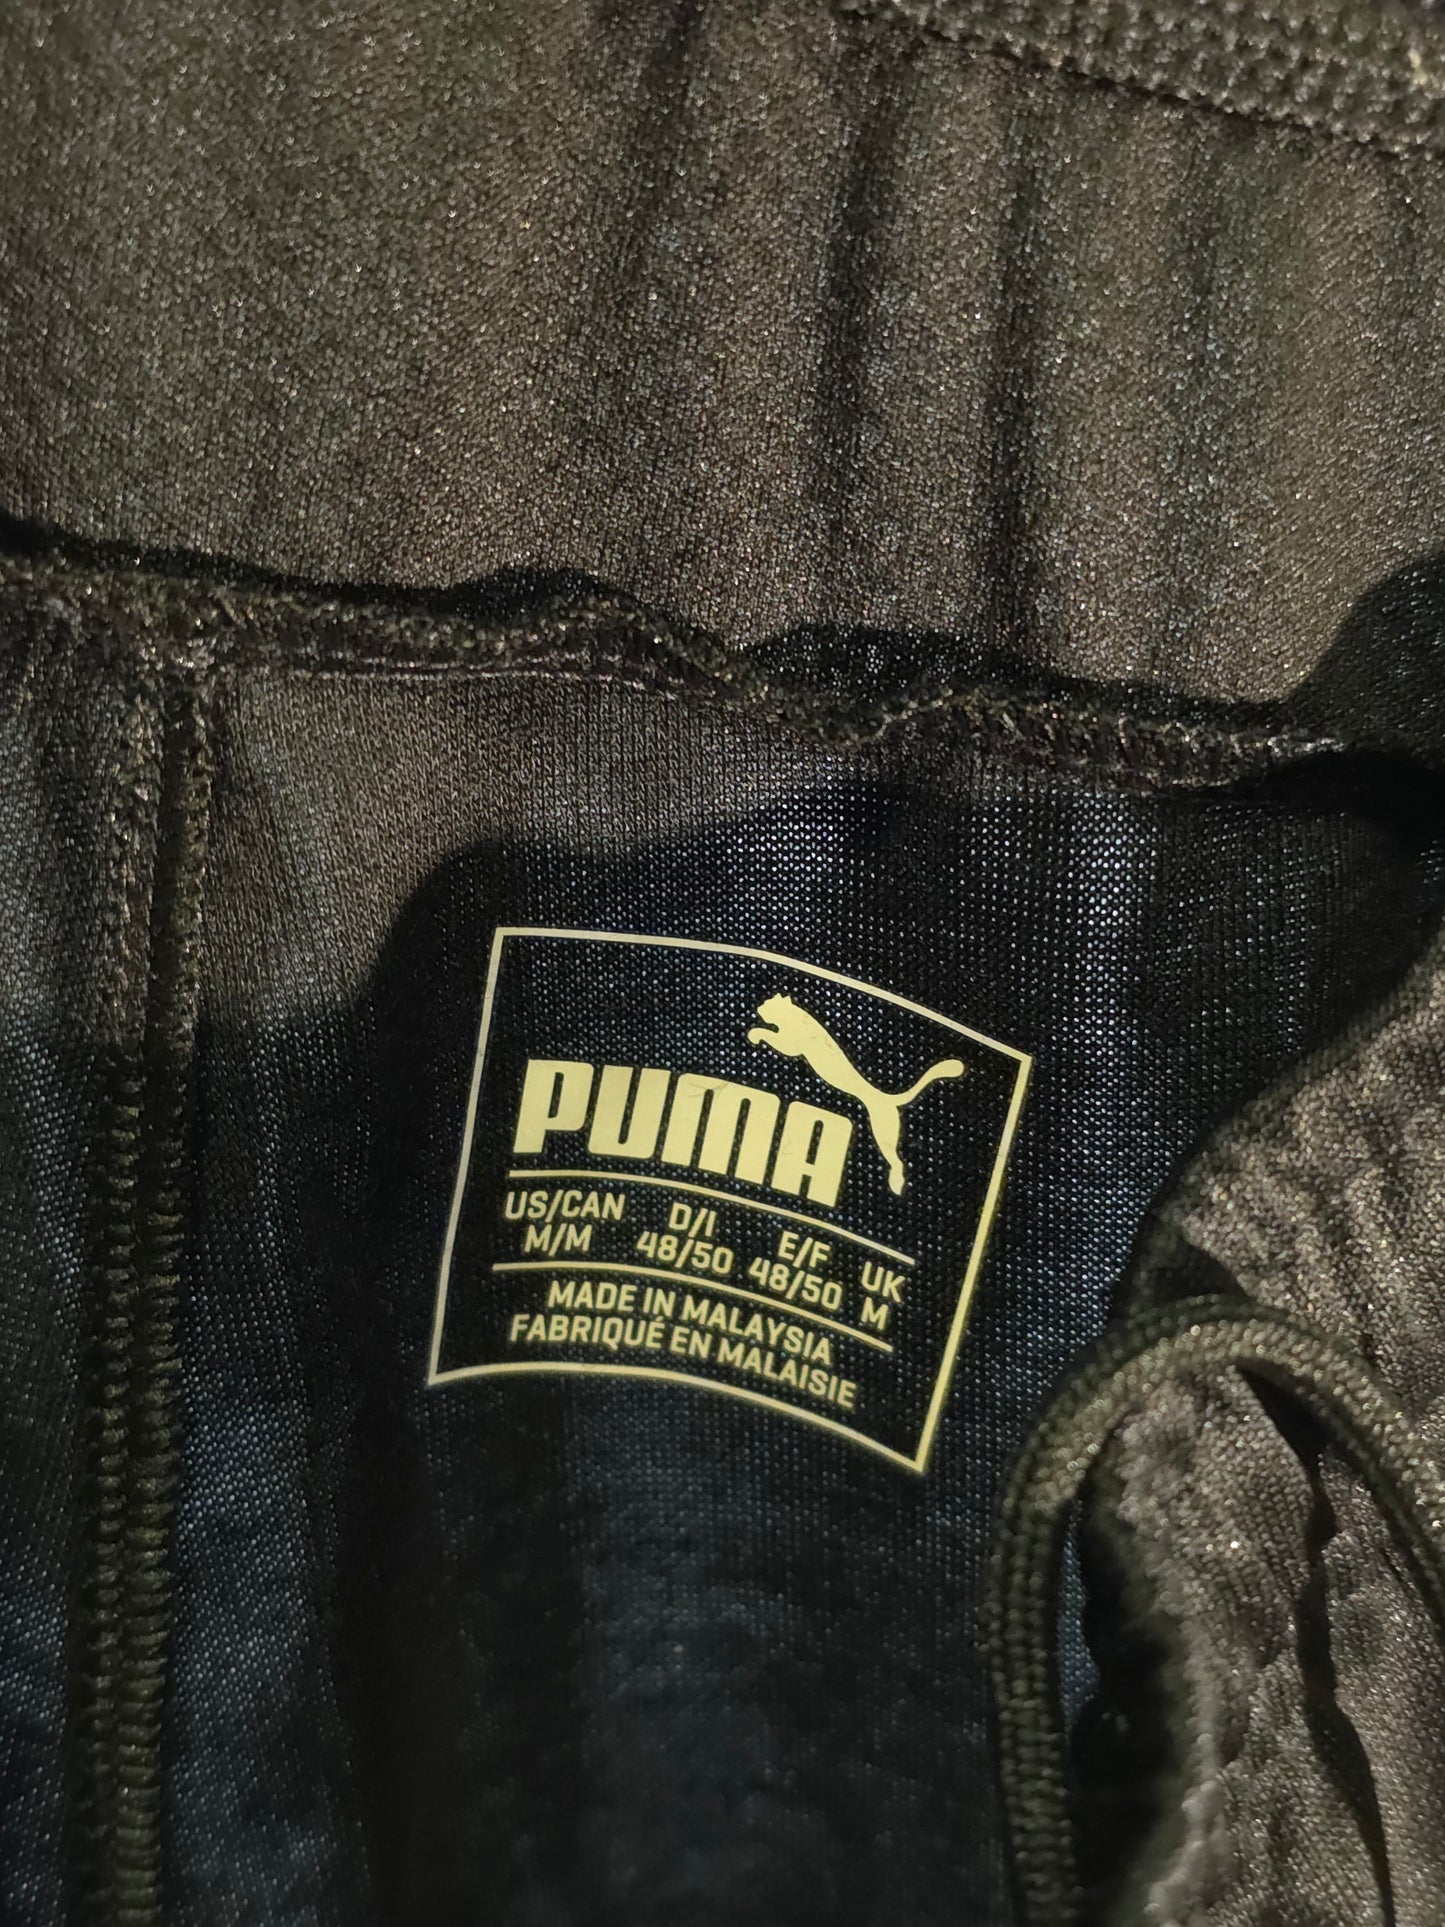 PUMA
US/CAN D/I E/F UK
M/M 48/50 48/50 M
MADE IN MALAYSIA
FABRIQUÉ EN MALAISIE